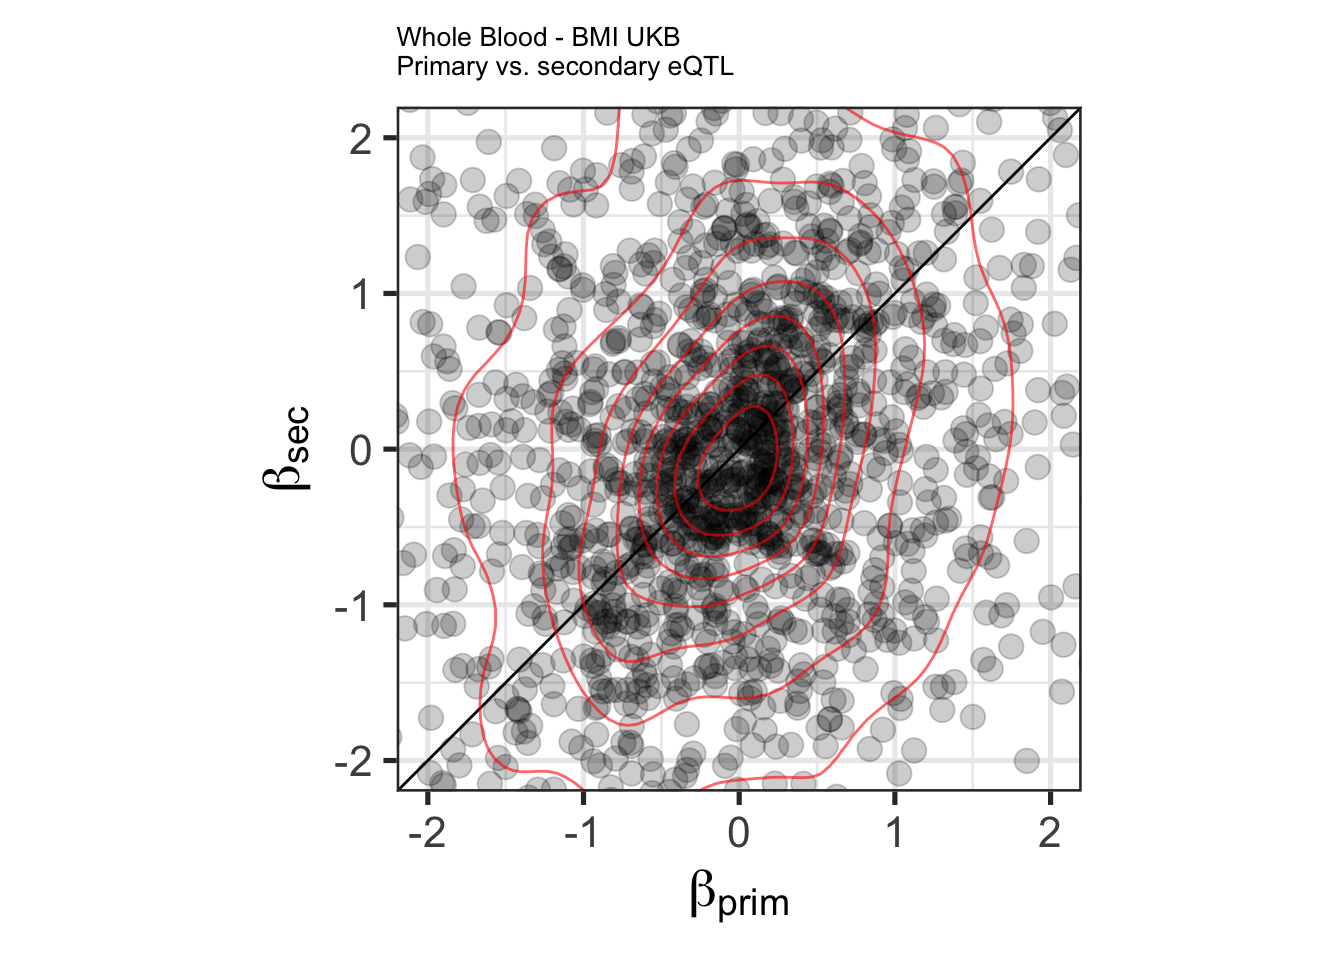 Whole Blood - BMI UKB
Primary vs. secondary eQTL
2
1
0
-1
-2
βsec
-2 -1 0 1 2
βprim